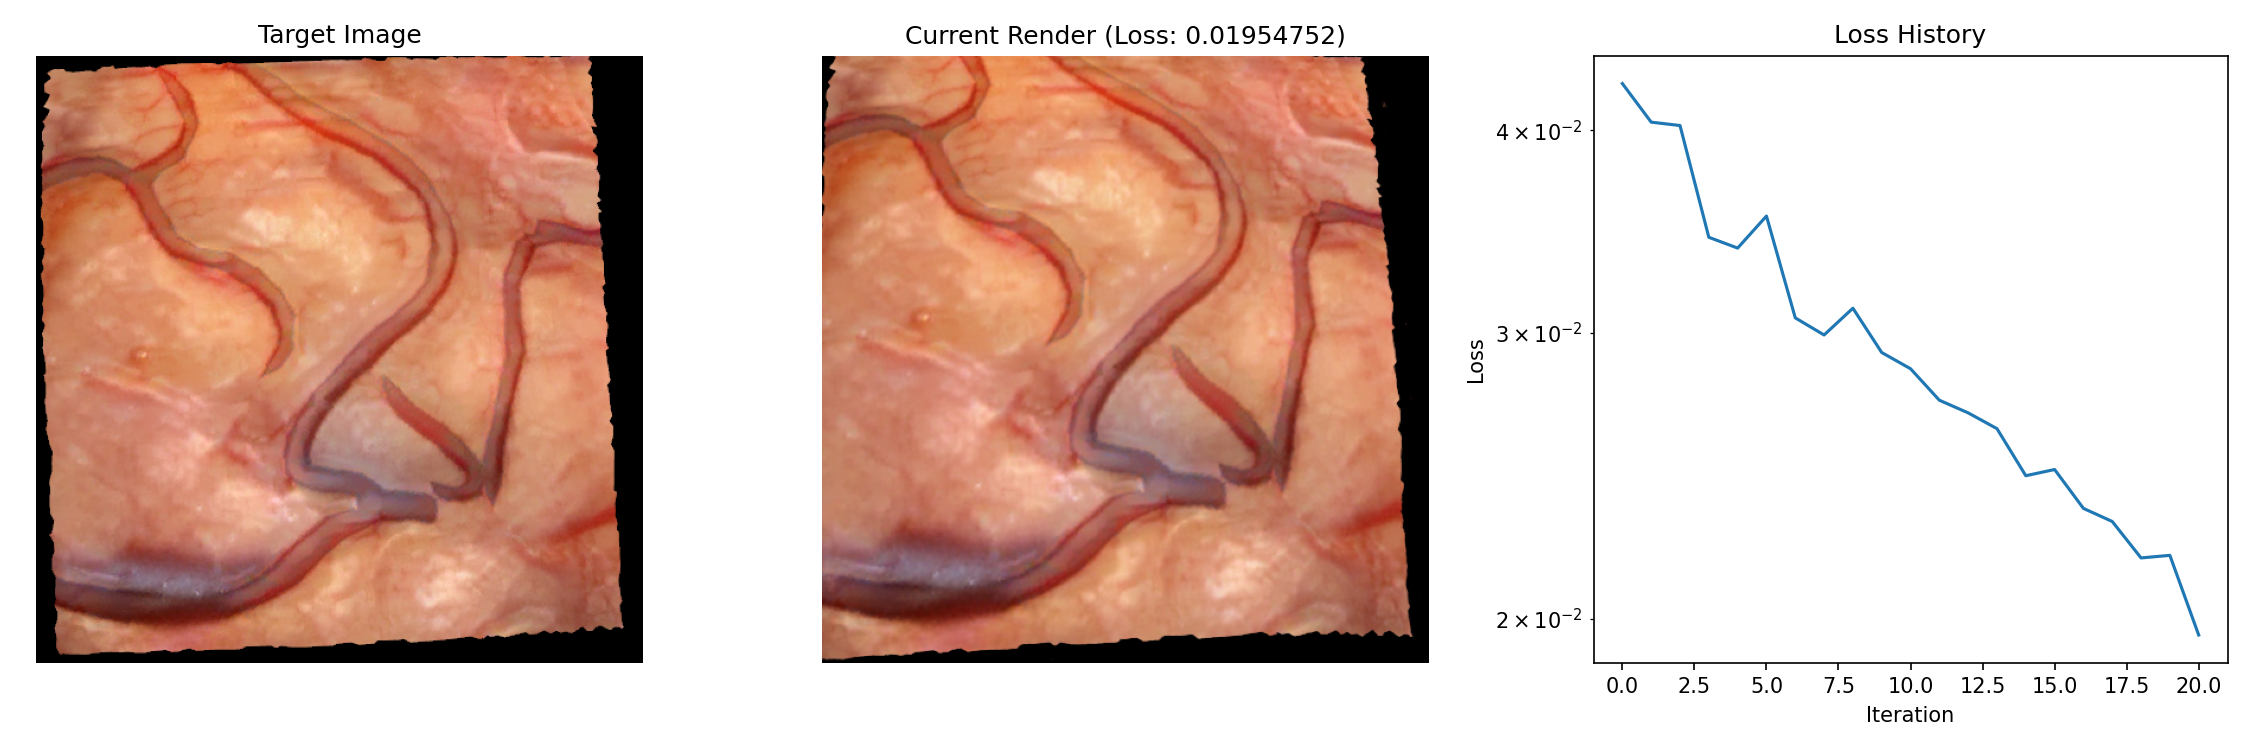 Target Image
Current Render (Loss: 0.01954752)
Loss History
4 × 10⁻²
3 × 10⁻²
2 × 10⁻²
Loss
0.0 2.5 5.0 7.5 10.0 12.5 15.0 17.5 20.0
Iteration